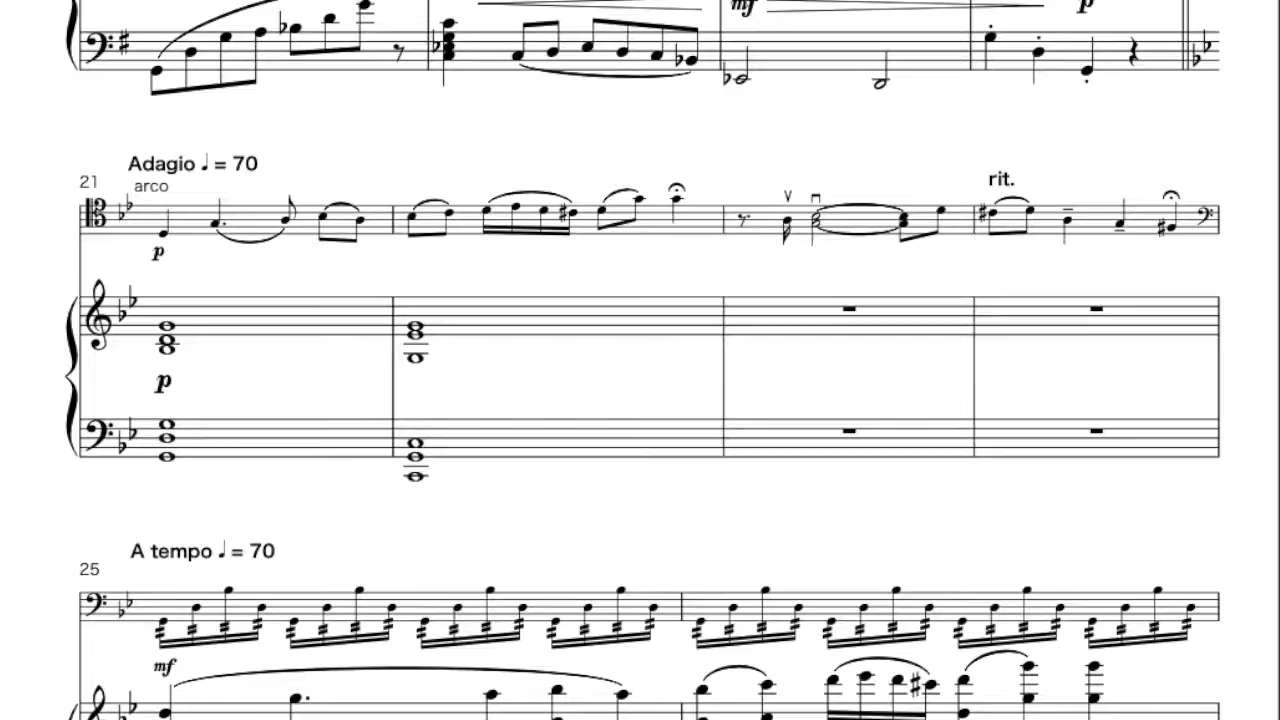 mf p
Adagio ♩ = 70
21 arco rit.
p
p
A tempo ♩ = 70
25
mf